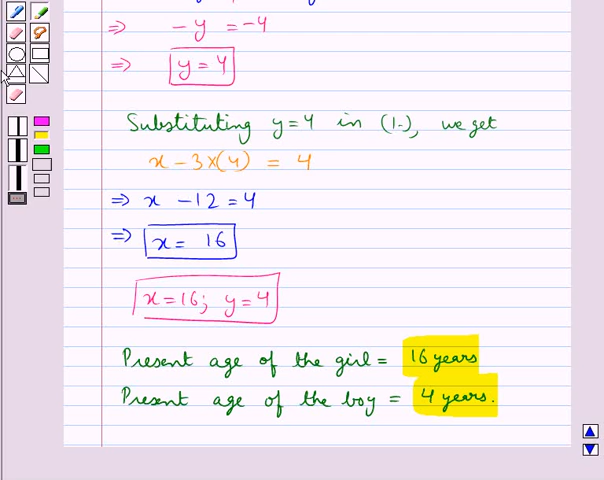 ⇒ -y = -4
⇒ y = 4
Substituting y = 4 in (1.), we get
x - 3×(4) = 4
⇒ x - 12 = 4
⇒ x = 16
x = 16; y = 4
Present age of the girl = 16 years
Present age of the boy = 4 years.